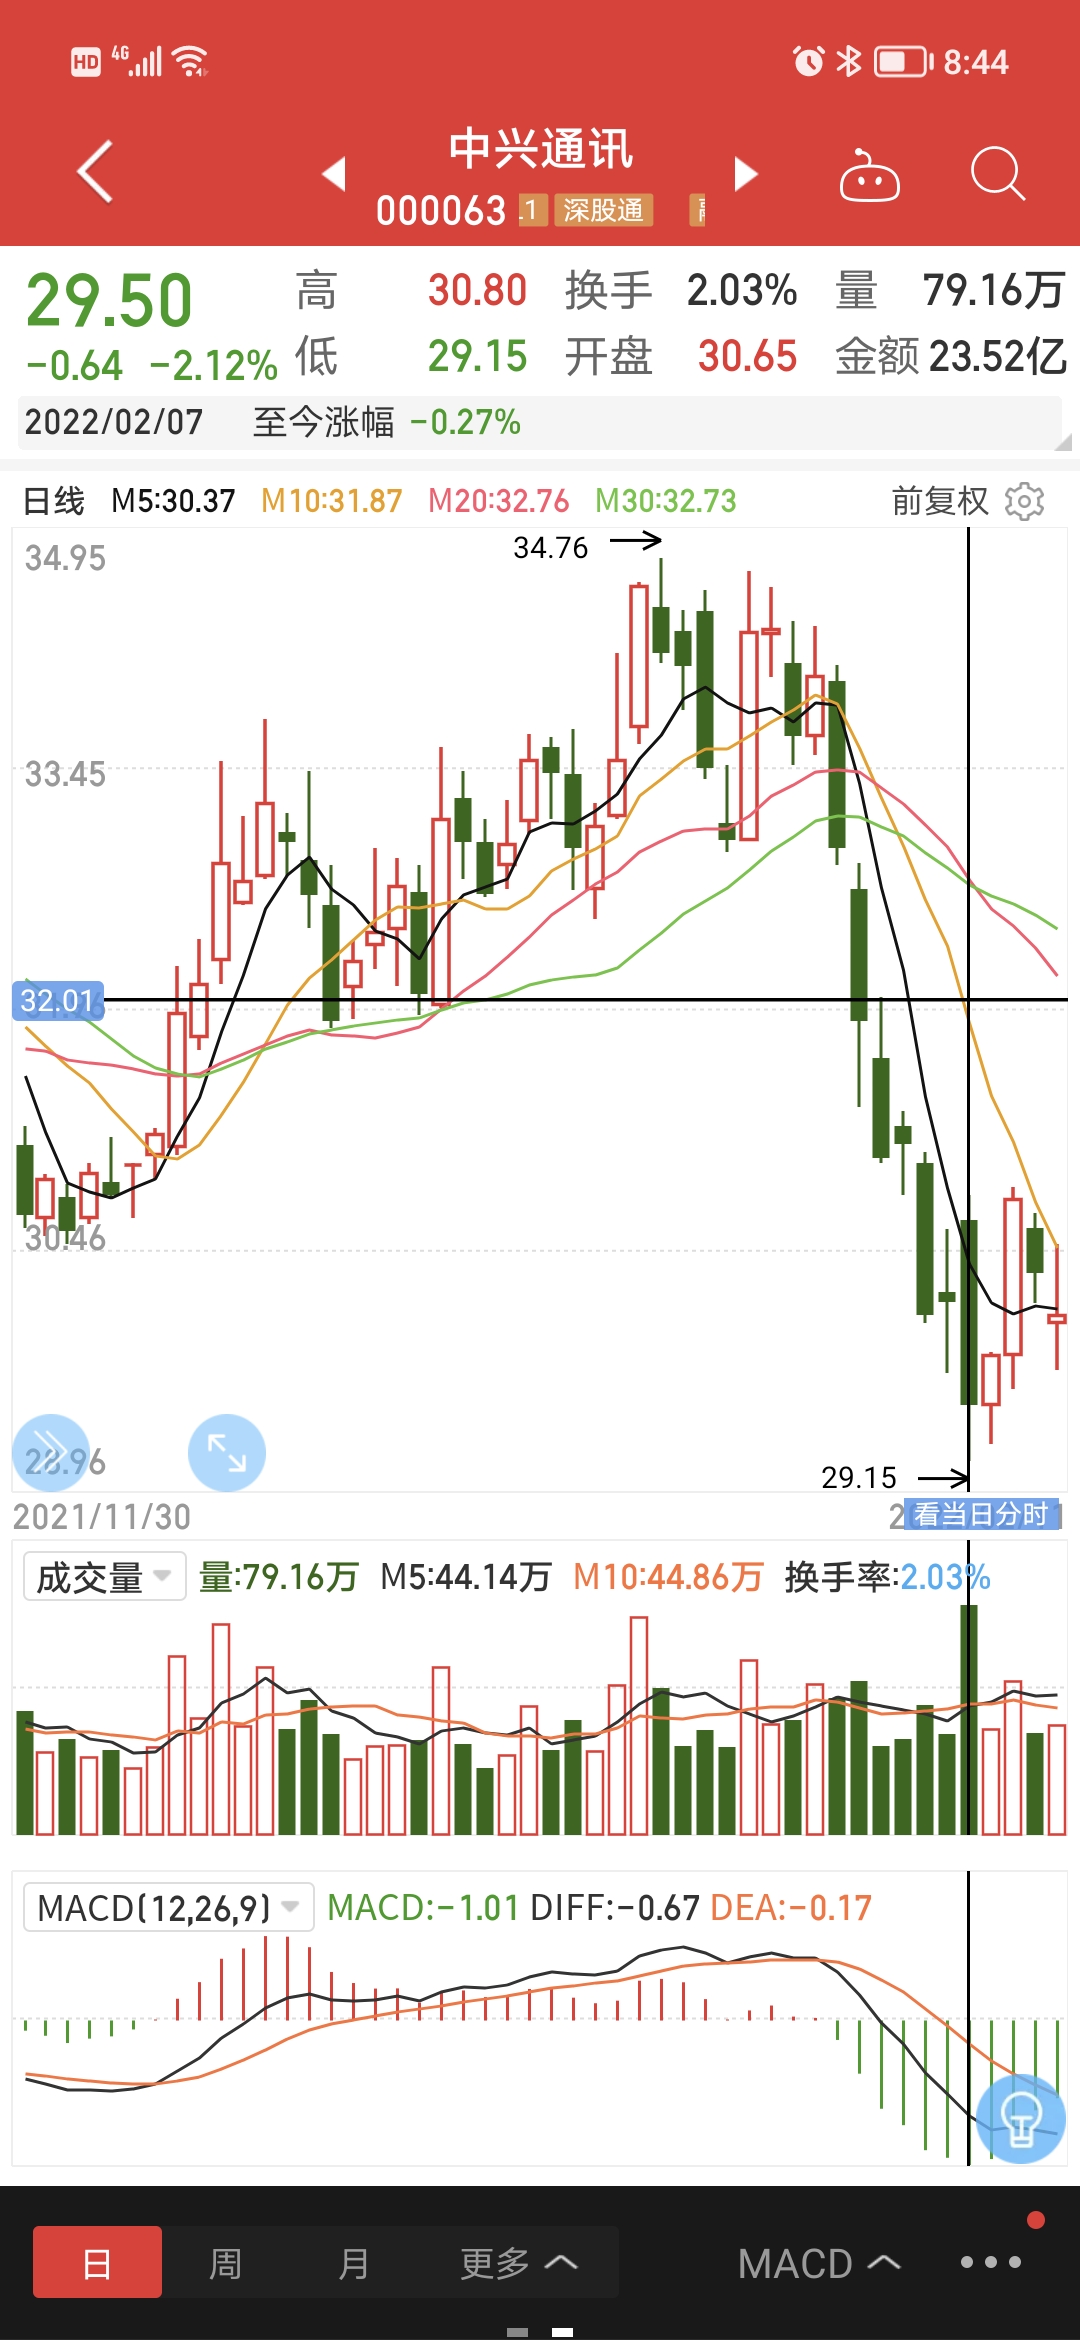 HD 4G 8:44
中兴通讯
000063 深股通
29.50 高 30.80 换手 2.03% 量 79.16万
-0.64 -2.12% 低 29.15 开盘 30.65 金额 23.52亿
2022/02/07 至今涨幅 -0.27%
日线 M5:30.37 M10:31.87 M20:32.76 M30:32.73 前复权
34.95
34.76
33.45
32.01
30.46
28.96
29.15
2021/11/30 看当日分时
成交量 量:79.16万 M5:44.14万 M10:44.86万 换手率:2.03%
MACD(12,26,9) MACD:-1.01 DIFF:-0.67 DEA:-0.17
日 周 月 更多 MACD